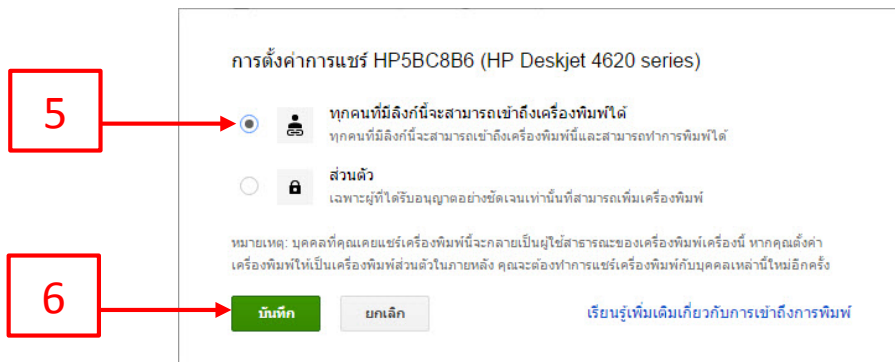 การตั้งค่าการแชร์ HP5BC8B6 (HP Deskjet 4620 series)
5
ทุกคนที่มีลิงก์นี้จะสามารถเข้าถึงเครื่องพิมพ์ได้
ทุกคนที่มีลิงก์นี้จะสามารถเข้าถึงเครื่องพิมพ์นี้และสามารถทำการพิมพ์ได้
ส่วนตัว
เฉพาะผู้ที่ได้รับอนุญาตอย่างชัดเจนเท่านั้นที่สามารถเพิ่มเครื่องพิมพ์
หมายเหตุ: บุคคลที่คุณเคยแชร์เครื่องพิมพ์นี้จะกลายเป็นผู้ใช้สาธารณะของเครื่องพิมพ์เครื่องนี้ หากคุณตั้งค่า
เครื่องพิมพ์ให้เป็นเครื่องพิมพ์ส่วนตัวในภายหลัง คุณจะต้องทำการแชร์เครื่องพิมพ์กับบุคคลเหล่านี้ใหม่อีกครั้ง
6
บันทึก ยกเลิก เรียนรู้เพิ่มเติมเกี่ยวกับการเข้าถึงการพิมพ์